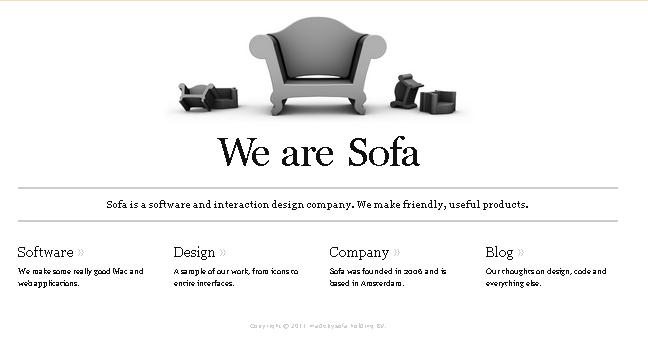 We are Sofa
Sofa is a software and interaction design company. We make friendly, useful products.
Software »
We make some really good Mac and
web applications.
Design »
A sample of our work, from icons to
entire interfaces.
Company »
Sofa was founded in 2006 and is
based in Amsterdam.
Blog »
Our thoughts on design, code and
everything else.
Copyright © 2011 madebysofa holding BV.